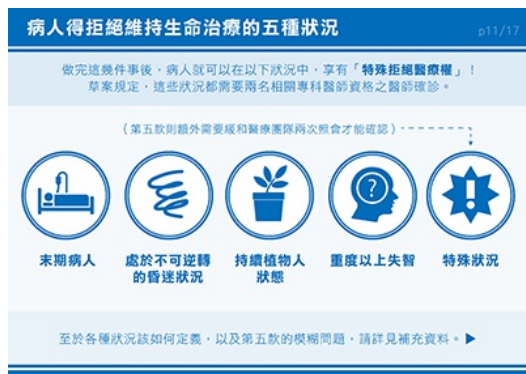 病人得拒絕維持生命治療的五種狀況
p11/17
做完這幾件事後，病人就可以在以下狀況中，享有「特殊拒絕醫療權」！
草案規定，這些狀況都需要兩名相關專科醫師資格之醫師確診。
（第五款則額外需要緩和醫療團隊兩次照會才能確認）
?
!
末期病人
處於不可逆轉
的昏迷狀況
持續植物人
狀態
重度以上失智
特殊狀況
至於各種狀況該如何定義，以及第五款的模糊問題，請詳見補充資料。▶